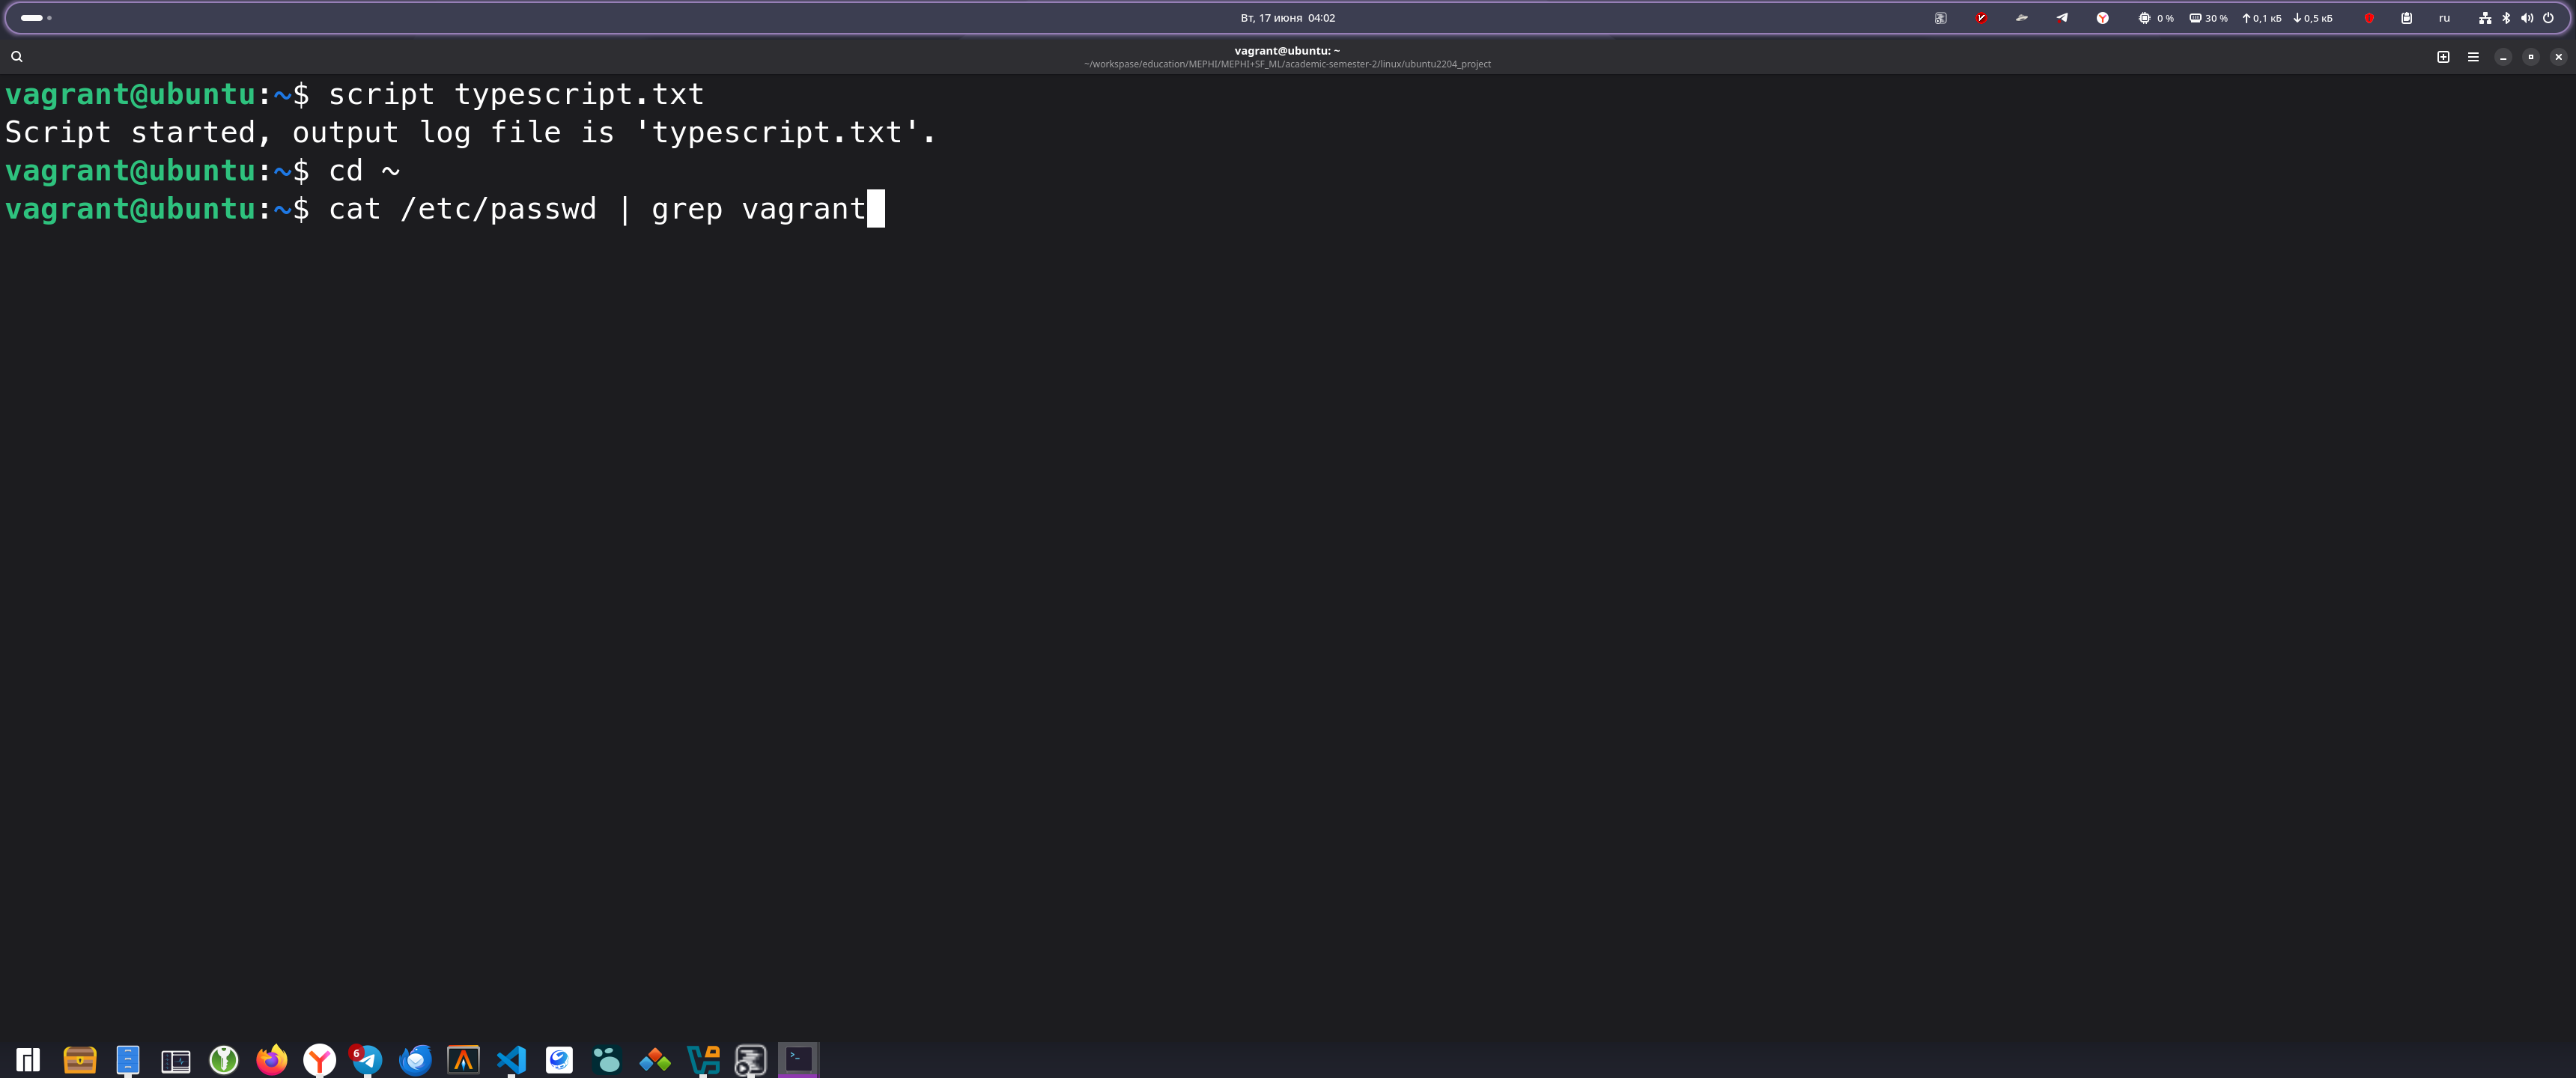 Вт, 17 июня 04:02
0 %
30 %
0,1 кБ
0,5 кБ
ru
vagrant@ubuntu: ~
~/workspase/education/MEPHI/MEPHI+SF_ML/academic-semester-2/linux/ubuntu2204_project
vagrant@ubuntu:~$ script typescript.txt
Script started, output log file is 'typescript.txt'.
vagrant@ubuntu:~$ cd ~
vagrant@ubuntu:~$ cat /etc/passwd | grep vagrant
6